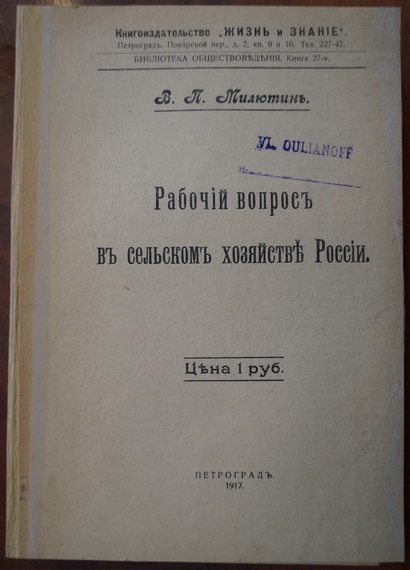 Книгоиздательство „ЖИЗНЬ и ЗНАНІЕ“.
Петроградъ. Поварской пер., д. 2, кв. 9 и 10. Тел. 227-42.
БИБЛІОТЕКА ОБЩЕСТВОВѢДѢНІЯ. Книга 27-я.
В. П. Милютинъ.
VL. OULIANOFF
Рабочій вопросъ
въ сельскомъ хозяйствѣ Россіи.
Цѣна 1 руб.
ПЕТРОГРАДЪ.
1917.